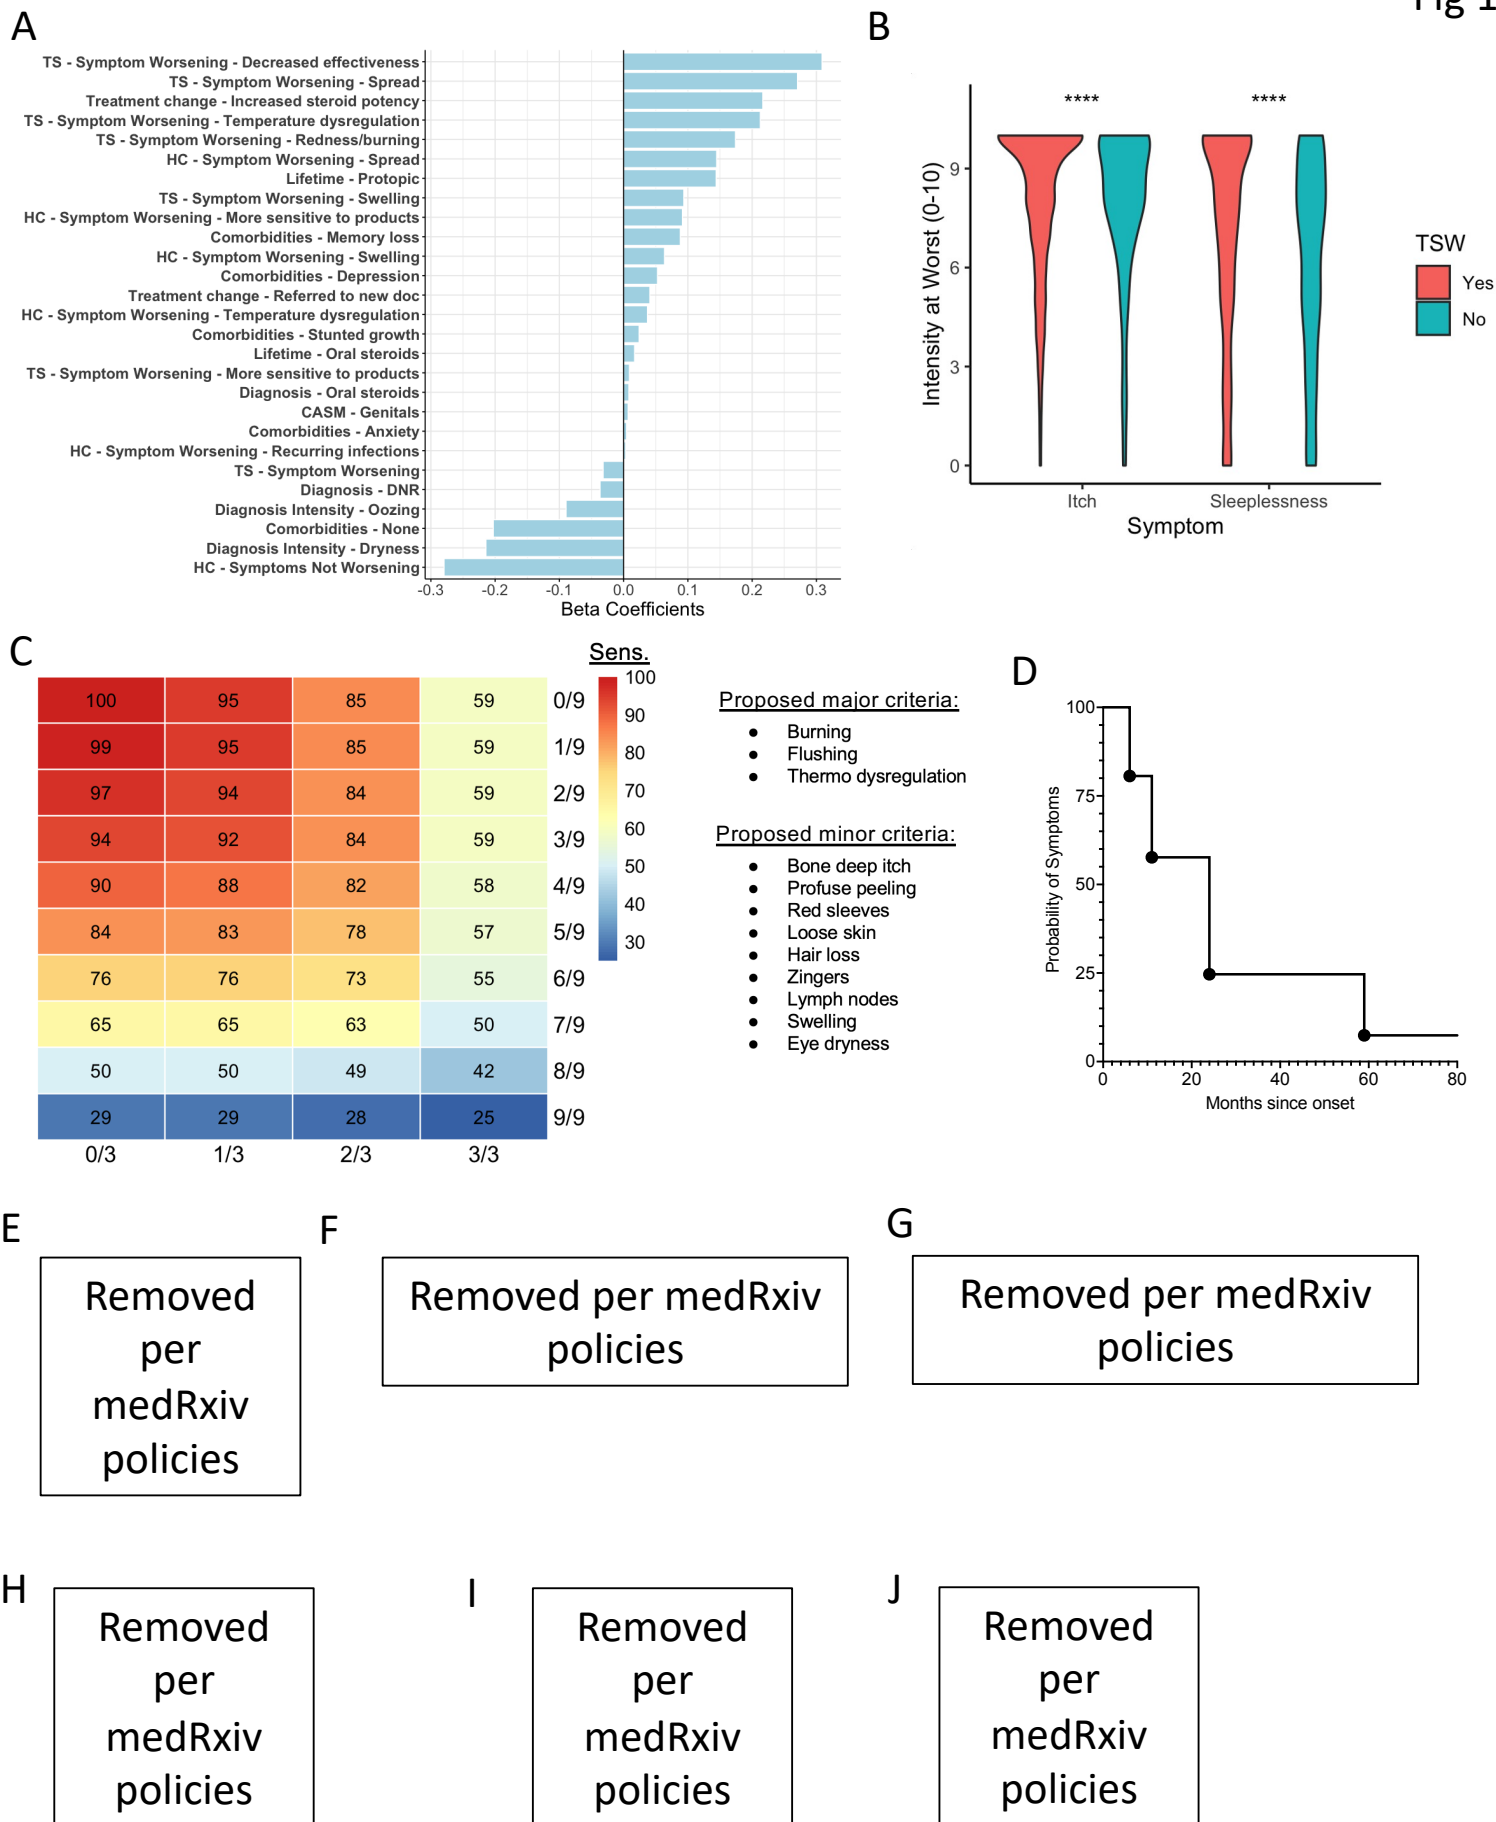 Fig 1
A
TS - Symptom Worsening - Decreased effectiveness
TS - Symptom Worsening - Spread
Treatment change - Increased steroid potency
TS - Symptom Worsening - Temperature dysregulation
TS - Symptom Worsening - Redness/burning
HC - Symptom Worsening - Spread
Lifetime - Protopic
TS - Symptom Worsening - Swelling
HC - Symptom Worsening - More sensitive to products
Comorbidities - Memory loss
HC - Symptom Worsening - Swelling
Comorbidities - Depression
Treatment change - Referred to new doc
HC - Symptom Worsening - Temperature dysregulation
Comorbidities - Stunted growth
Lifetime - Oral steroids
TS - Symptom Worsening - More sensitive to products
Diagnosis - Oral steroids
CASM - Genitals
Comorbidities - Anxiety
HC - Symptom Worsening - Recurring infections
TS - Symptom Worsening
Diagnosis - DNR
Diagnosis Intensity - Oozing
Comorbidities - None
Diagnosis Intensity - Dryness
HC - Symptoms Not Worsening
-0.3 -0.2 -0.1 0.0 0.1 0.2 0.3
Beta Coefficients
B
**** ****
Intensity at Worst (0-10)
9
6
3
0
Itch Sleeplessness
Symptom
TSW
Yes
No
C
100 95 85 59 0/9
99 95 85 59 1/9
97 94 84 59 2/9
94 92 84 59 3/9
90 88 82 58 4/9
84 83 78 57 5/9
76 76 73 55 6/9
65 65 63 50 7/9
50 50 49 42 8/9
29 29 28 25 9/9
0/3 1/3 2/3 3/3
Sens.
100
90
80
70
60
50
40
30
Proposed major criteria:
● Burning
● Flushing
● Thermo dysregulation
Proposed minor criteria:
● Bone deep itch
● Profuse peeling
● Red sleeves
● Loose skin
● Hair loss
● Zingers
● Lymph nodes
● Swelling
● Eye dryness
D
Probability of Symptoms
100
75
50
25
0
0 20 40 60 80
Months since onset
E
Removed
per
medRxiv
policies
F
Removed per medRxiv
policies
G
Removed per medRxiv
policies
H
Removed
per
medRxiv
policies
I
Removed
per
medRxiv
policies
J
Removed
per
medRxiv
policies